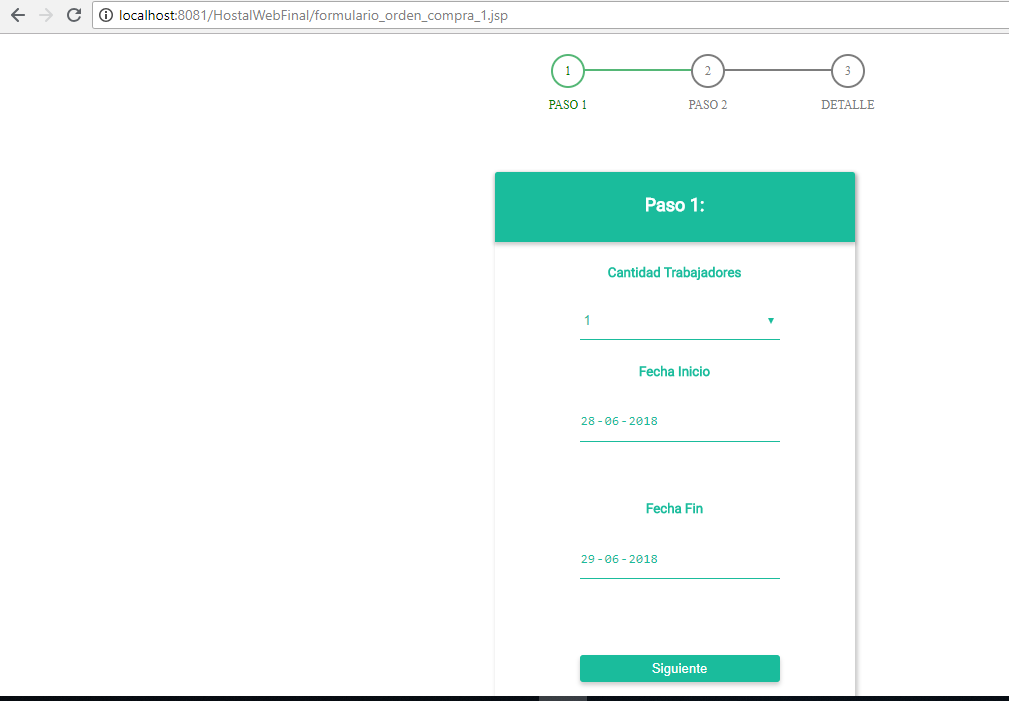 localhost:8081/HostalWebFinal/formulario_orden_compra_1.jsp
1 2 3
PASO 1 PASO 2 DETALLE
Paso 1:
Cantidad Trabajadores
1
Fecha Inicio
28-06-2018
Fecha Fin
29-06-2018
Siguiente